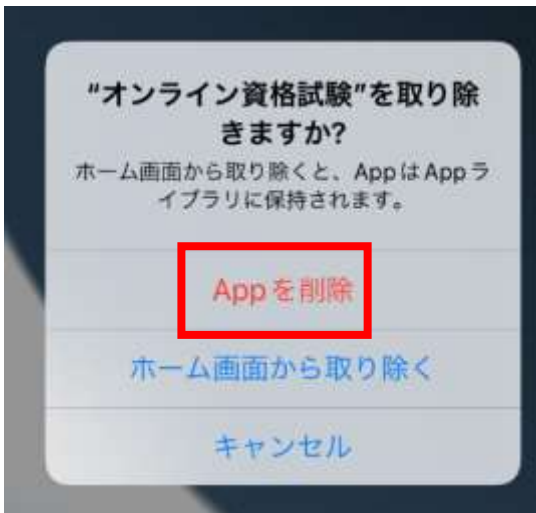 “オンライン資格試験”を取り除
きますか?
ホーム画面から取り除くと、AppはAppラ
イブラリに保持されます。
Appを削除
ホーム画面から取り除く
キャンセル